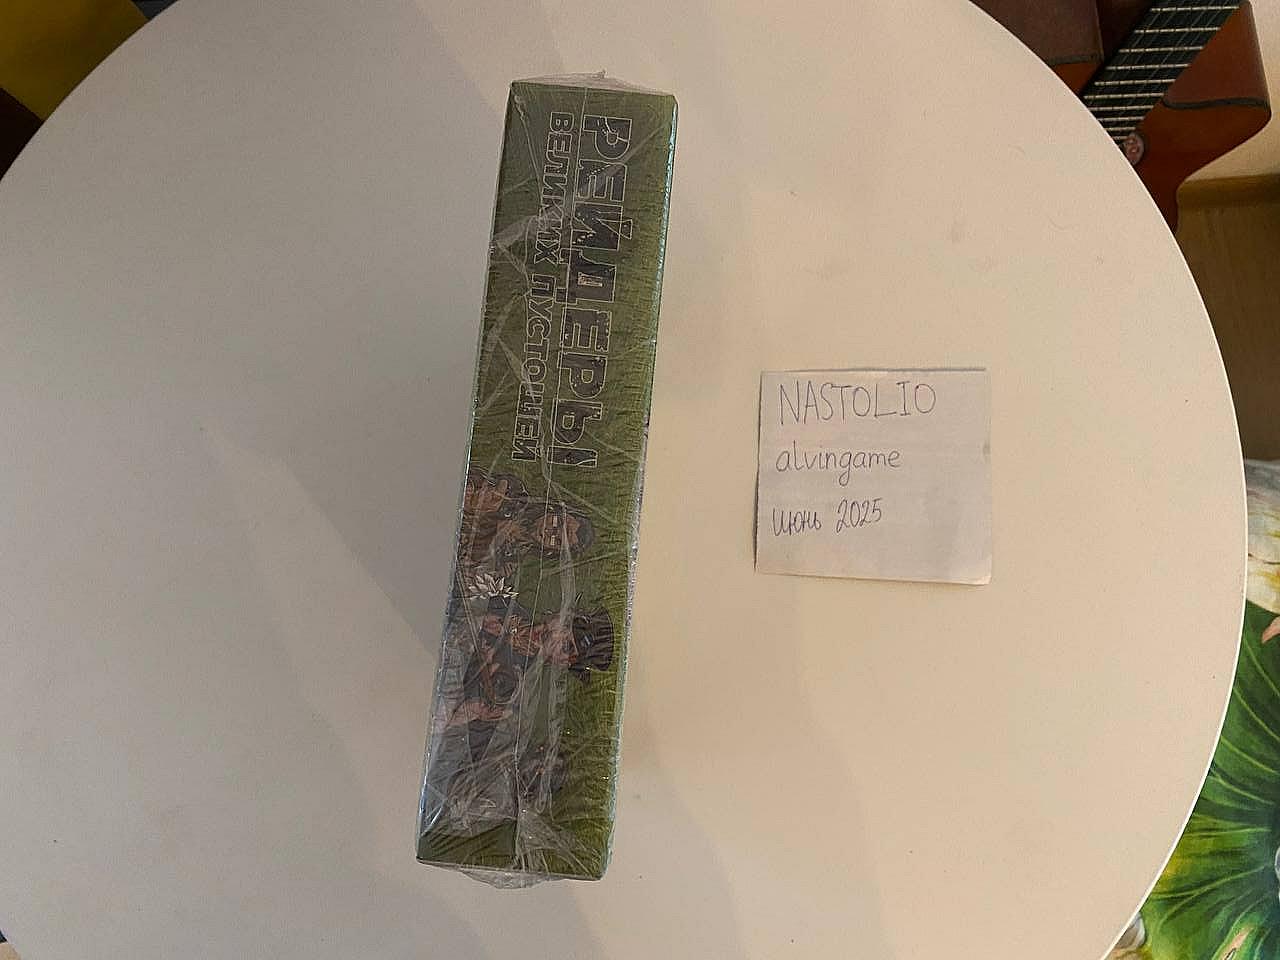 РЕЙДЕРЫ
ВЕЛИКИХ ПУСТОШЕЙ
NASTOLIO
alvingame
июнь 2025